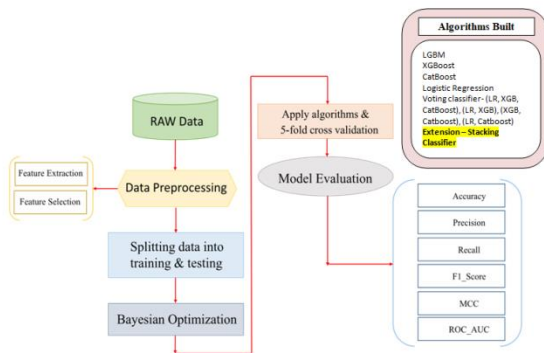 Algorithms Built
LGBM
XGBoost
CatBoost
Logistic Regression
Voting classifier- (LR, XGB,
CatBoost), (LR, XGB), (XGB,
Catboost), (LR, Catboost)
Extension – Stacking
Classifier
RAW Data
Data Preprocessing
Feature Extraction
Feature Selection
Splitting data into
training & testing
Bayesian Optimization
Apply algorithms &
5-fold cross validation
Model Evaluation
Accuracy
Precision
Recall
F1_Score
MCC
ROC_AUC